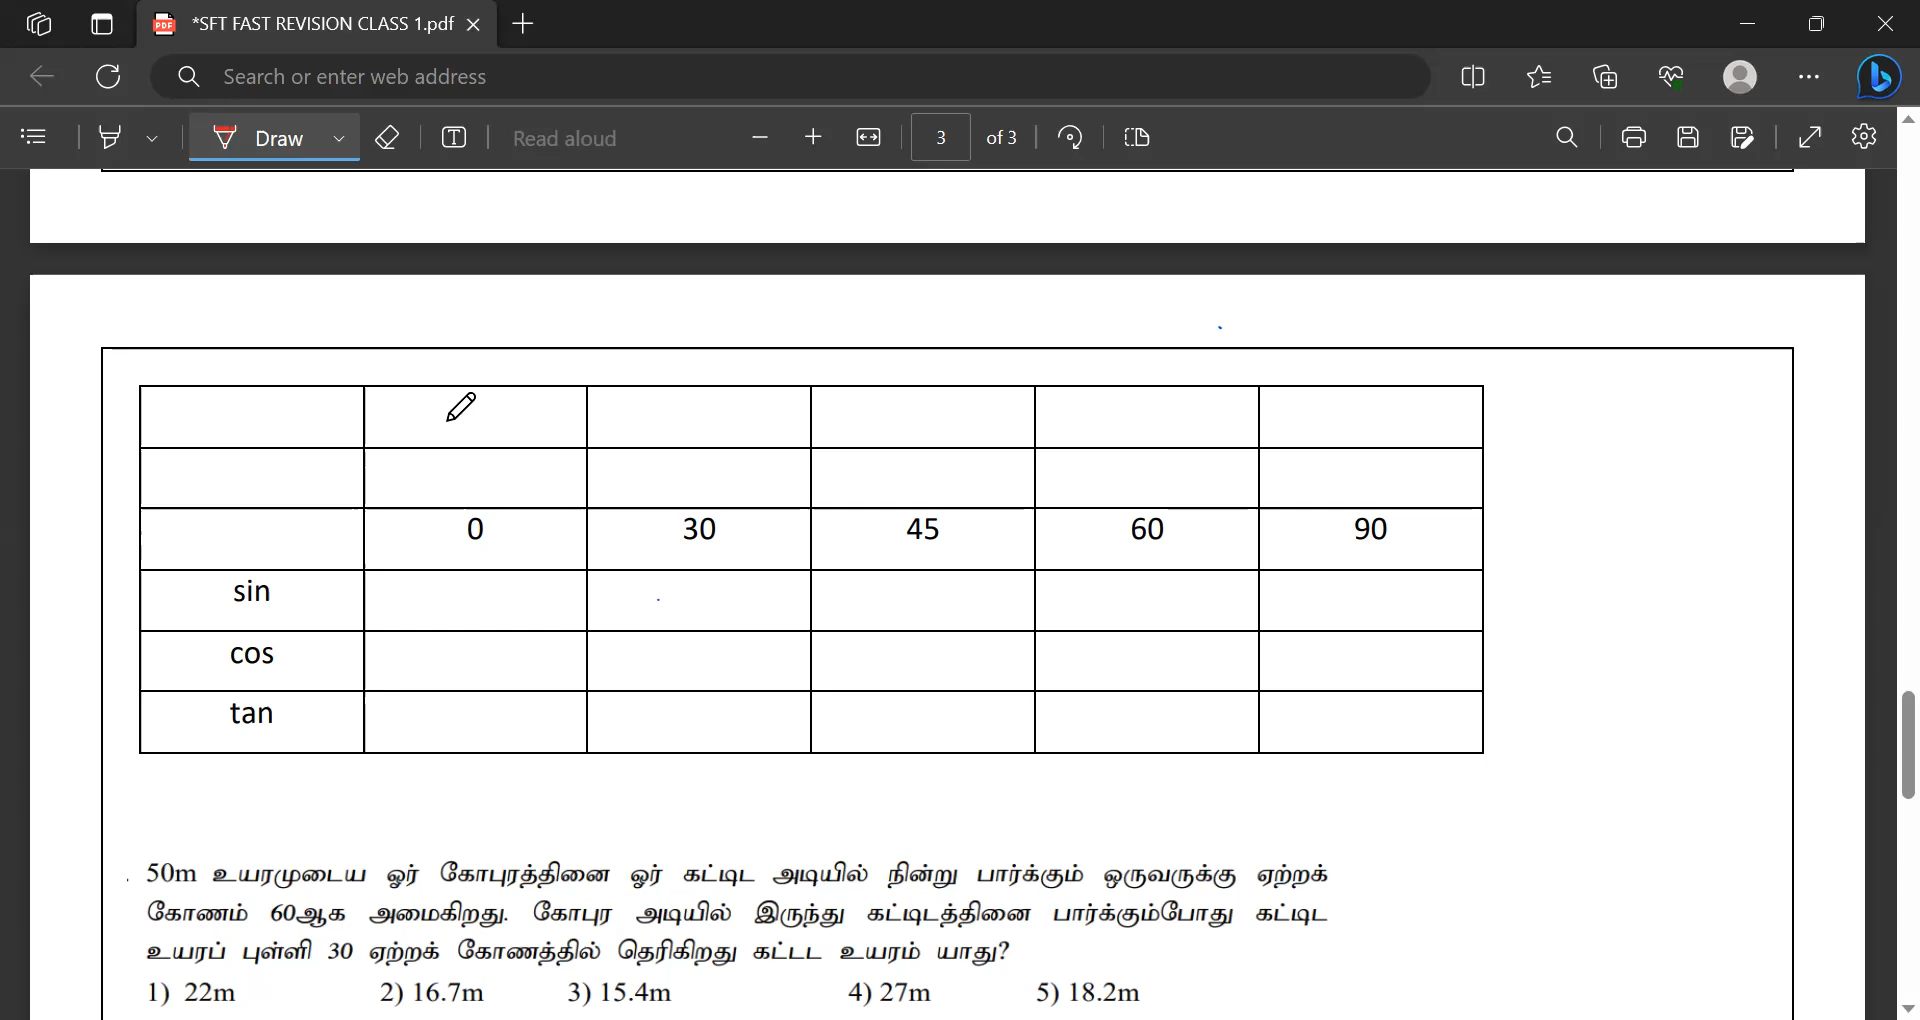 *SFT FAST REVISION CLASS 1.pdf
Search or enter web address
Draw
Read aloud
3 of 3
0 30 45 60 90
sin
cos
tan
50m உயரமுடைய ஓர் கோபுரத்தினை ஓர் கட்டிட அடியில் நின்று பார்க்கும் ஒருவருக்கு ஏற்றக்
கோணம் 60ஆக அமைகிறது. கோபுர அடியில் இருந்து கட்டிடத்தினை பார்க்கும்போது கட்டிட
உயரப் புள்ளி 30 ஏற்றக் கோணத்தில் தெரிகிறது கட்டட உயரம் யாது?
1) 22m 2) 16.7m 3) 15.4m 4) 27m 5) 18.2m